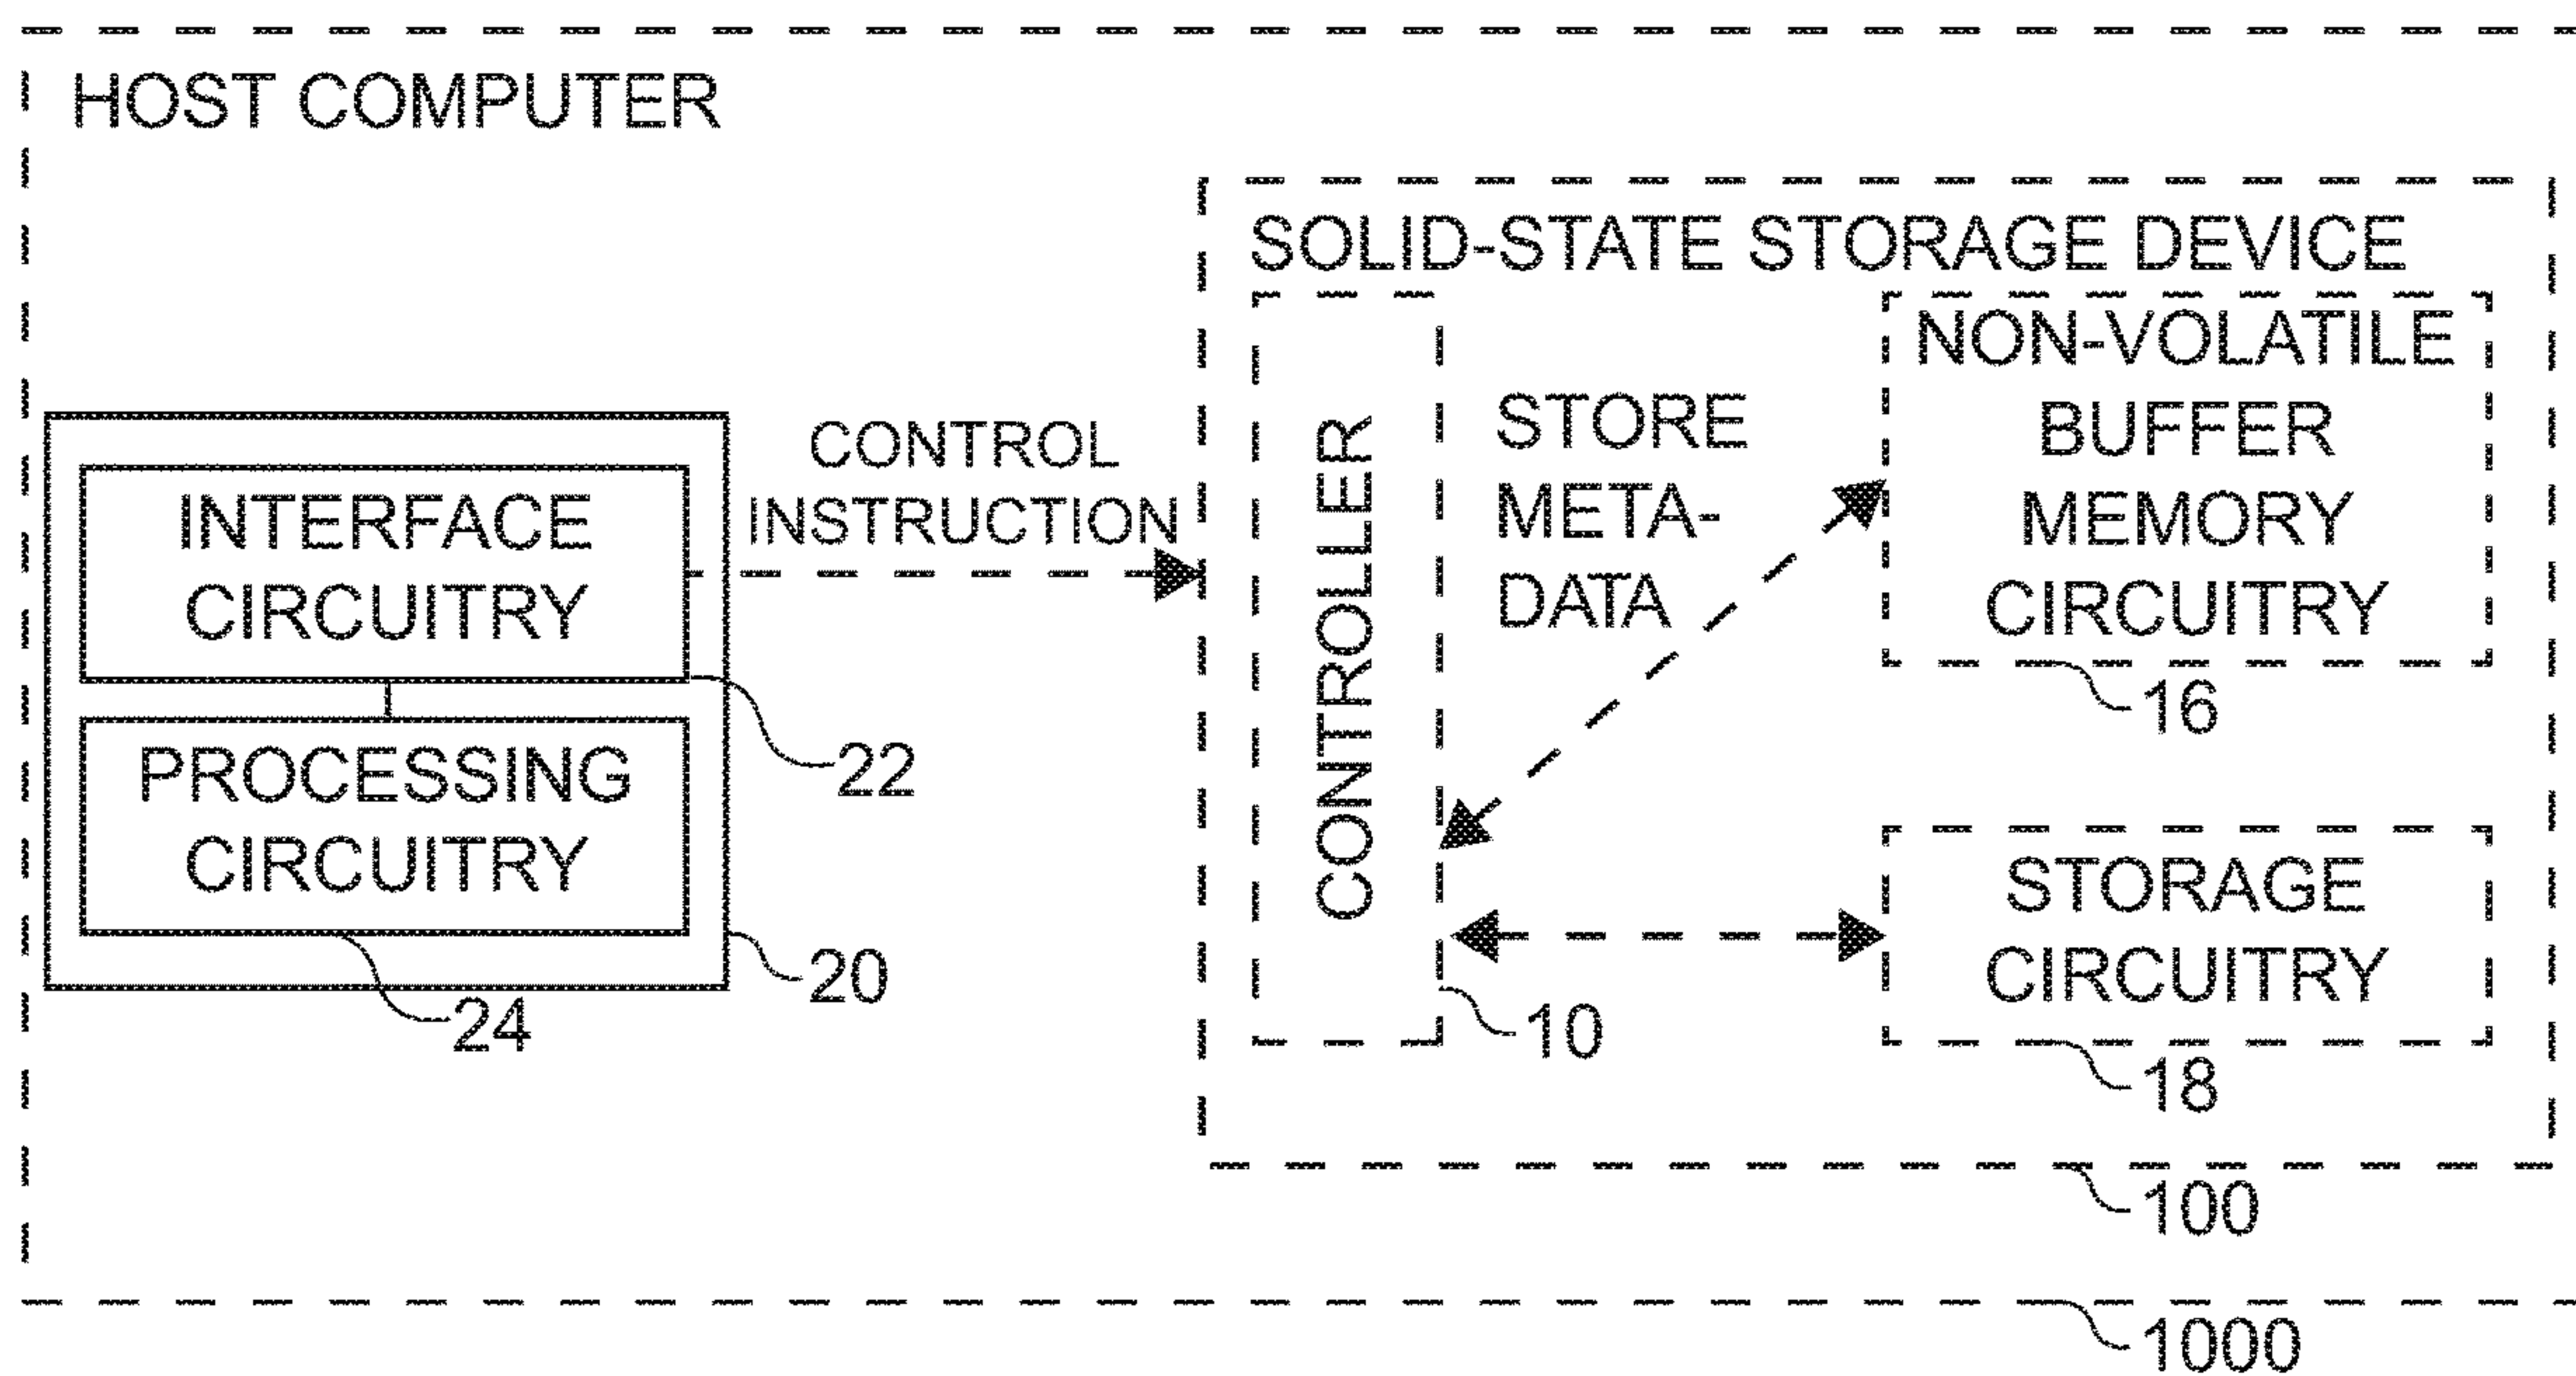 HOST COMPUTER
INTERFACE
CIRCUITRY
PROCESSING
CIRCUITRY
22
20
24
CONTROL
INSTRUCTION
SOLID-STATE STORAGE DEVICE
CONTROLLER
STORE
META-
DATA
NON-VOLATILE
BUFFER
MEMORY
CIRCUITRY
16
STORAGE
CIRCUITRY
10
18
100
1000